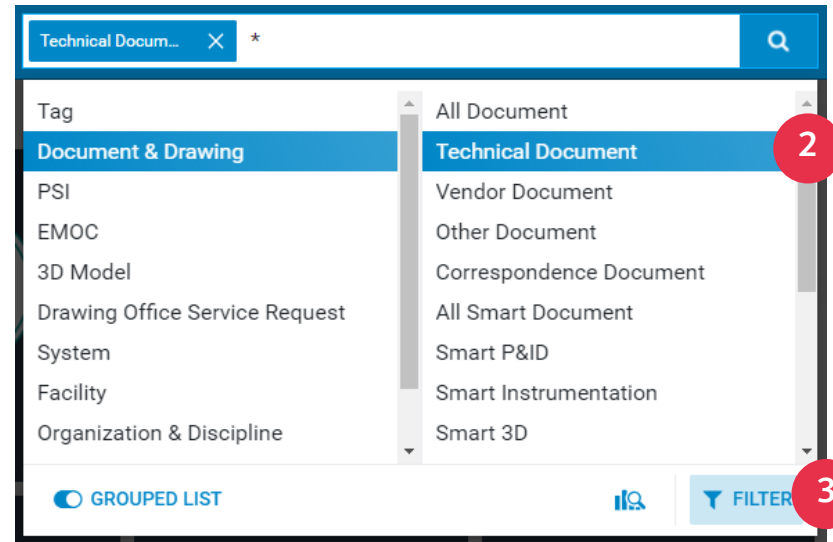 Technical Docum... *
Tag
Document & Drawing
PSI
EMOC
3D Model
Drawing Office Service Request
System
Facility
Organization & Discipline
All Document
Technical Document
2
Vendor Document
Other Document
Correspondence Document
All Smart Document
Smart P&ID
Smart Instrumentation
Smart 3D
GROUPED LIST
FILTER
3